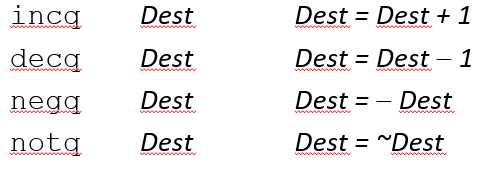 incq Dest Dest = Dest + 1
decq Dest Dest = Dest – 1
negq Dest Dest = – Dest
notq Dest Dest = ~Dest